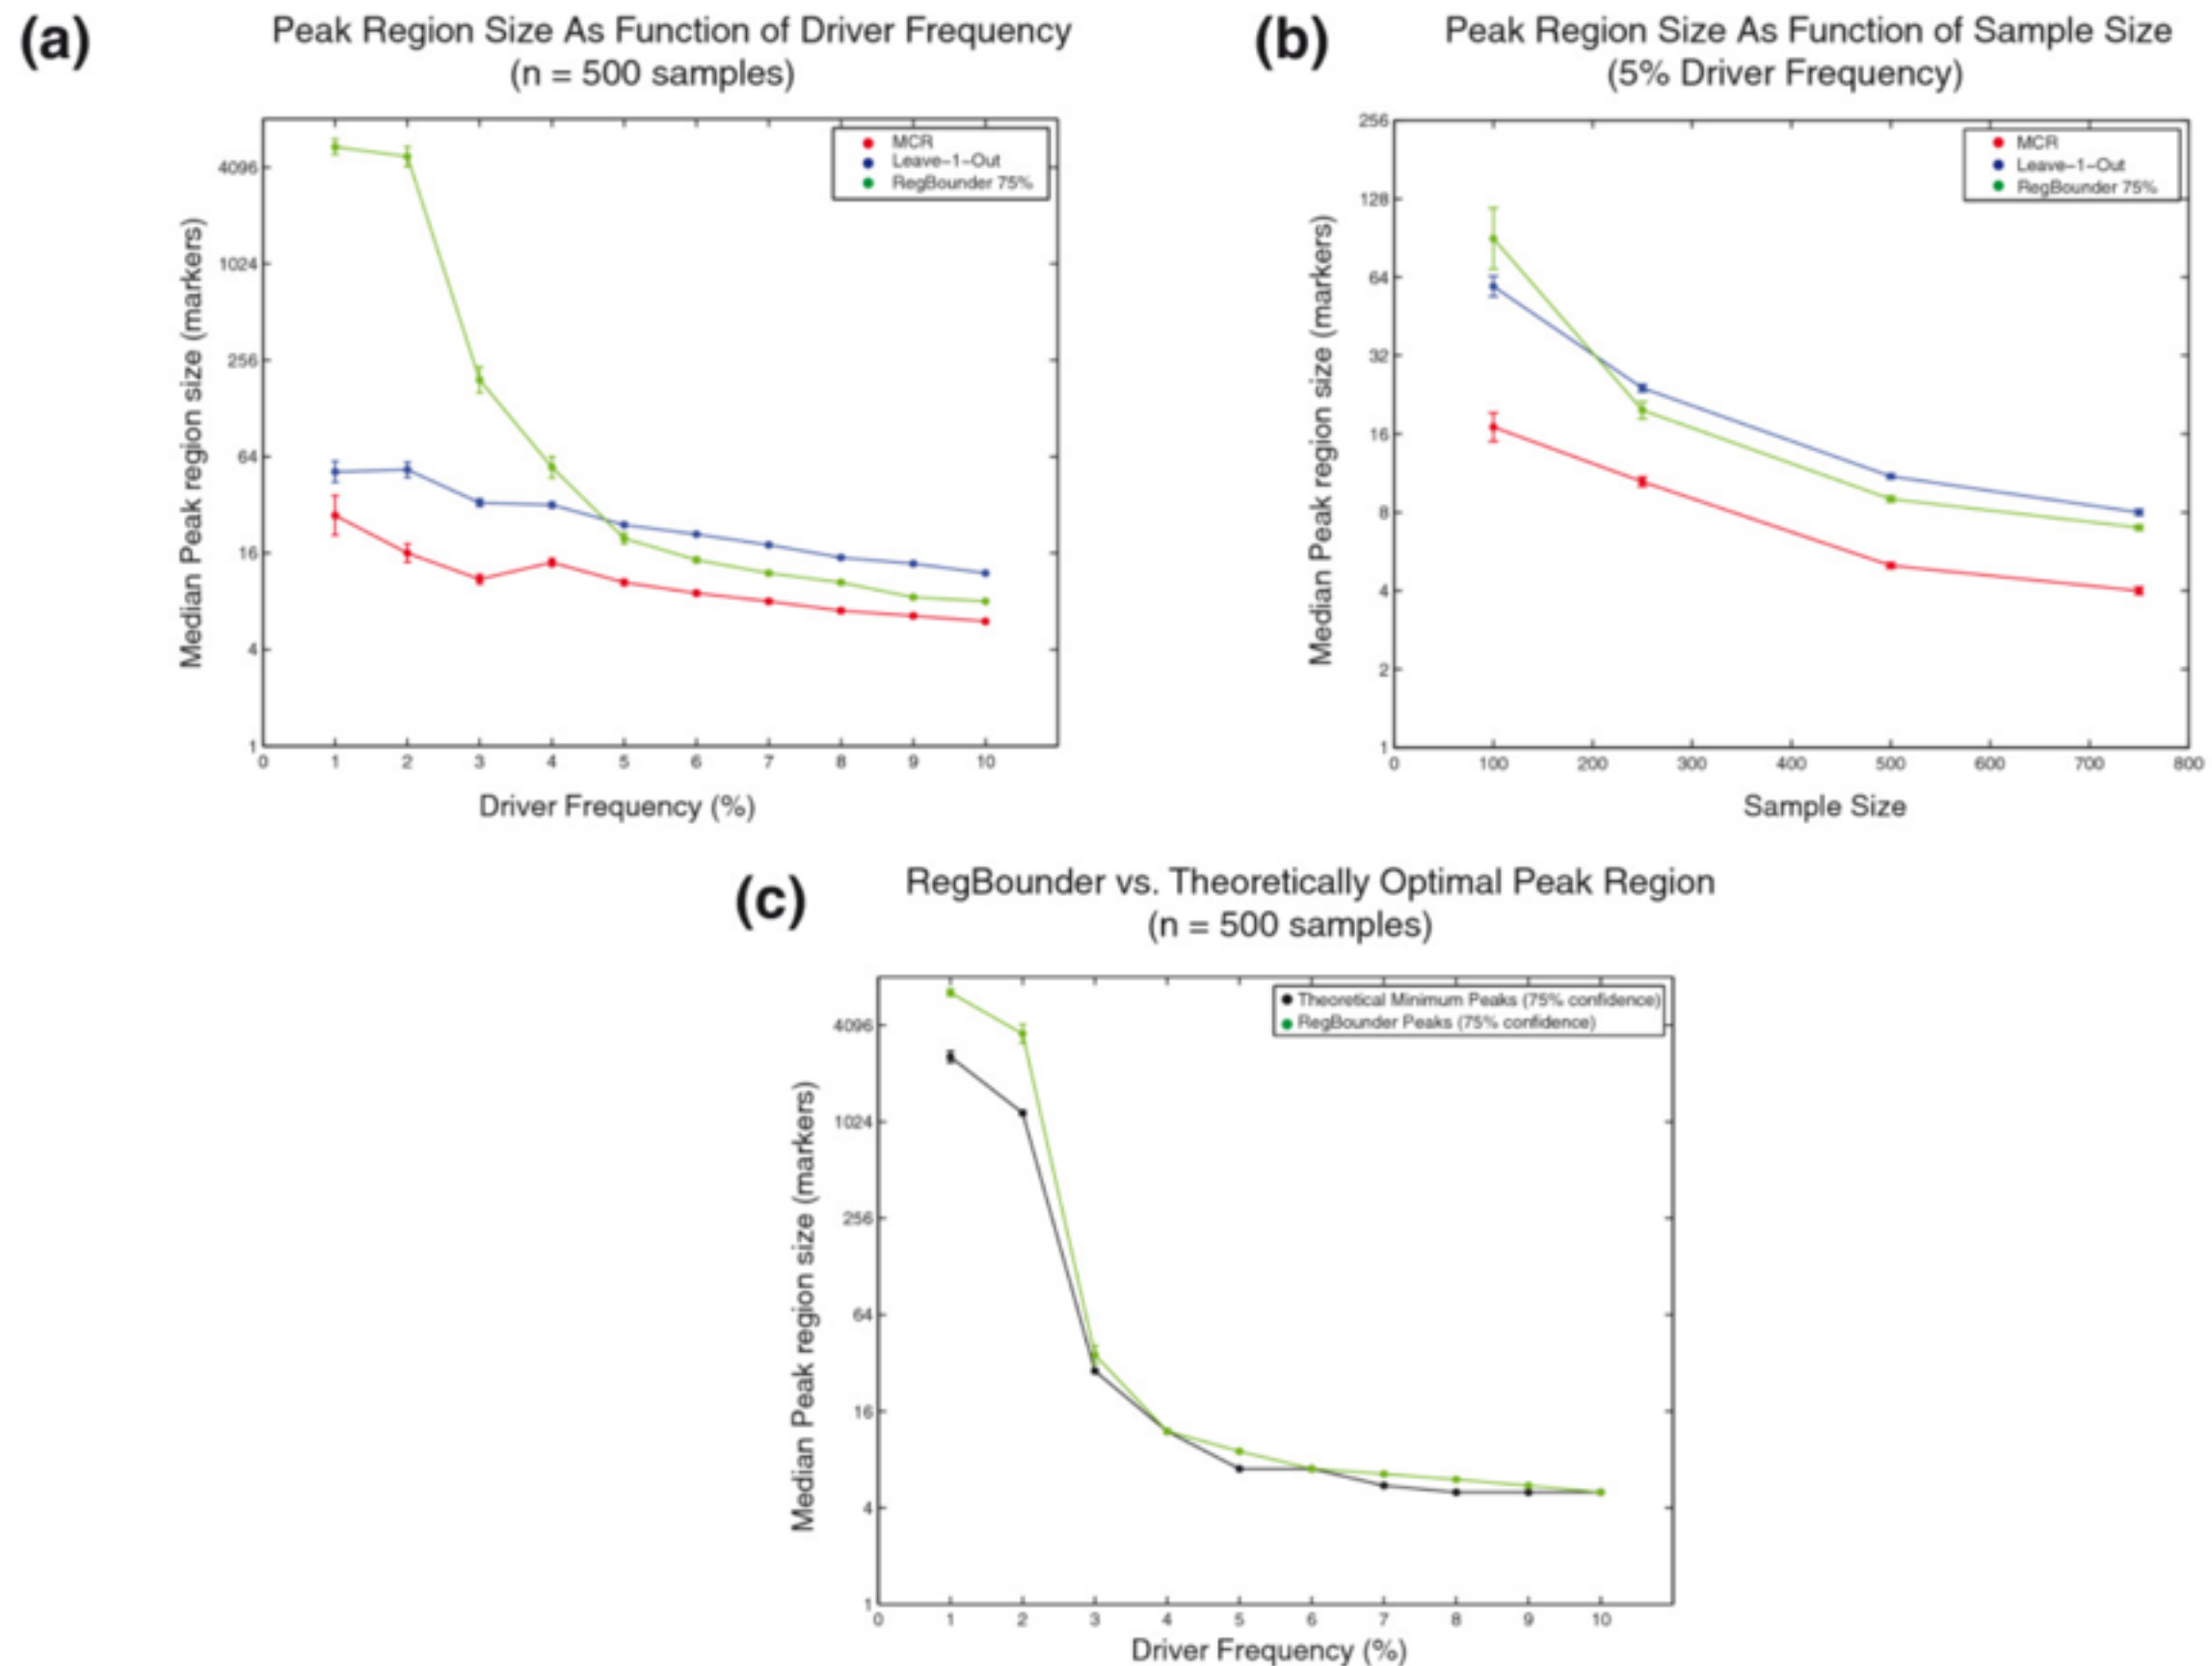 (a)
Peak Region Size As Function of Driver Frequency
(n = 500 samples)
MCR
Leave-1-Out
RegBounder 75%
Median Peak region size (markers)
4096
1024
256
64
16
4
1
0 1 2 3 4 5 6 7 8 9 10
Driver Frequency (%)
(b)
Peak Region Size As Function of Sample Size
(5% Driver Frequency)
MCR
Leave-1-Out
RegBounder 75%
Median Peak region size (markers)
256
128
64
32
16
8
4
2
1
0 100 200 300 400 500 600 700 800
Sample Size
(c)
RegBounder vs. Theoretically Optimal Peak Region
(n = 500 samples)
Theoretical Minimum Peaks (75% confidence)
RegBounder Peaks (75% confidence)
Median Peak region size (markers)
4096
1024
256
64
16
4
1
0 1 2 3 4 5 6 7 8 9 10
Driver Frequency (%)